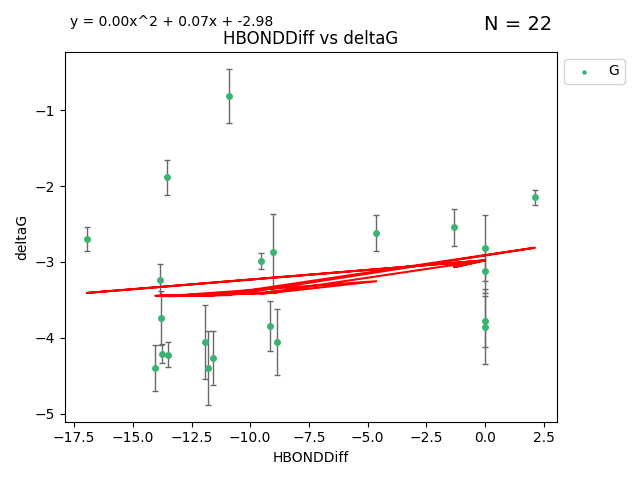 y = 0.00x^2 + 0.07x + -2.98
N = 22
HBONDDiff vs deltaG
G
deltaG
−1
−2
−3
−4
−5
−17.5 −15.0 −12.5 −10.0 −7.5 −5.0 −2.5 0.0 2.5
HBONDDiff